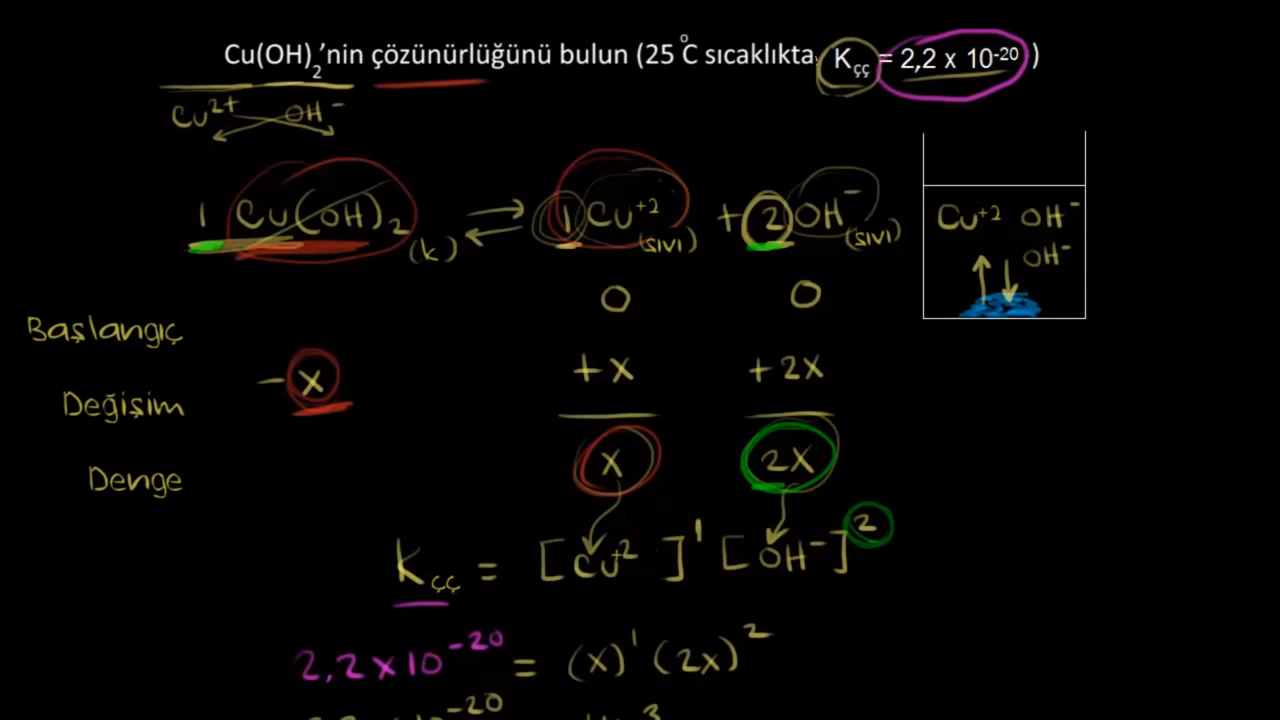 Cu(OH)₂'nin çözünürlüğünü bulun (25 °C sıcaklıkta Kçç = 2,2 x 10⁻²⁰ )
Cu²⁺ OH⁻
1 Cu(OH)₂ (k) ⇌ 1 Cu⁺² (sıvı) + 2 OH⁻ (sıvı)
Cu⁺² OH⁻
OH⁻
0 0
Başlangıç
- x +x +2x
Değişim
x 2x
Denge
Kçç = [Cu⁺²]¹ [OH⁻]²
2,2 x 10⁻²⁰ = (x)¹ (2x)²